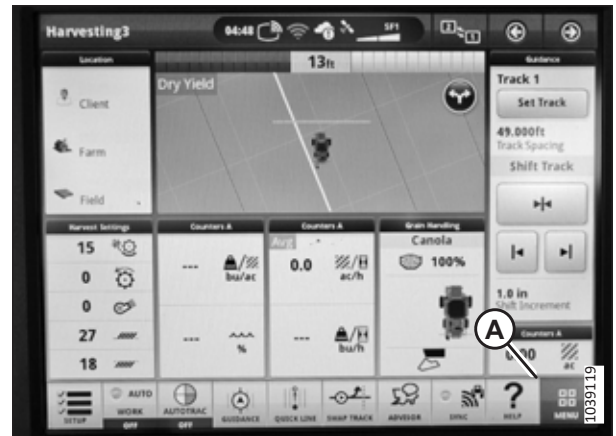 Harvesting3
04:48
SF1
2
1
Location
Client
Farm
Field
13ft
Dry Yield
Guidance
Track 1
Set Track
49.000ft
Track Spacing
Shift Track
1.0 in
Shift Increment
Harvest Settings
15
0
0
27
18
Counters A
---
bu/ac
---
%
Counters A
Avg
0.0
ac/h
---
bu/h
Grain Handling
Canola
100%
Counters A
ac
A
SETUP
AUTO
WORK
OFF
AUTOTRAC
OFF
GUIDANCE
QUICK LINE
SWAP TRACK
ADVISOR
SYNC
?
HELP
MENU
1039119